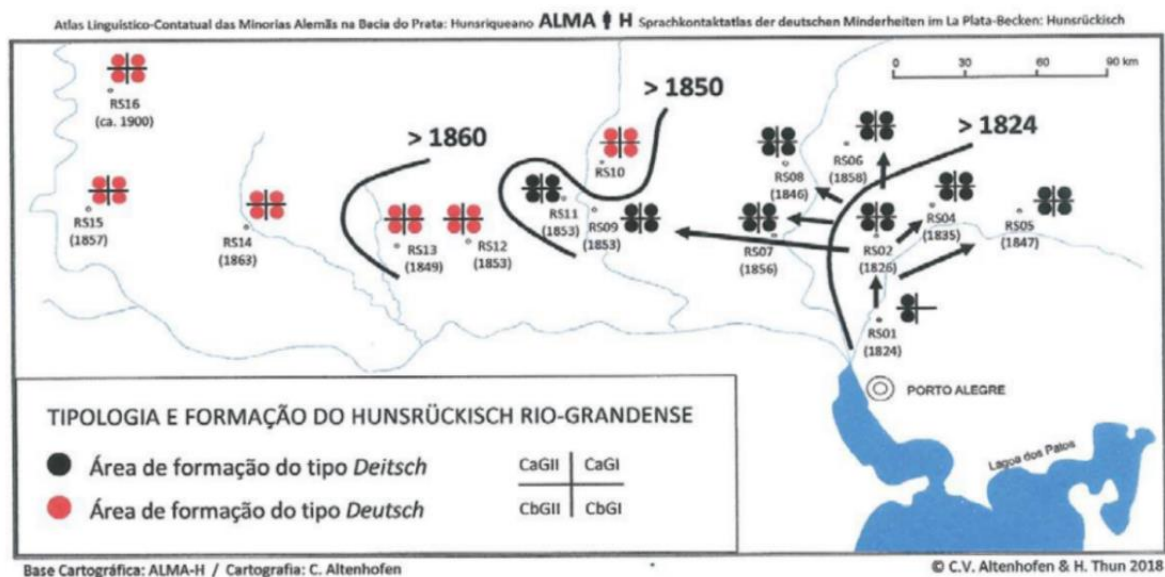 Atlas Linguístico-Contatual das Minorias Alemãs na Bacia do Prata: Hunsriqueano ALMA H Sprachkontaktatlas der deutschen Minderheiten im La Plata-Becken: Hunsrückisch
0 30 60 90 km
RS16
(ca. 1900)
> 1850
> 1860
> 1824
RS10
RS08
(1846)
RS06
(1858)
RS15
(1857)
RS14
(1863)
RS13
(1849)
RS12
(1853)
RS11
(1853)
RS09
(1853)
RS07
(1856)
RS02
(1826)
RS04
(1835)
RS05
(1847)
RS01
(1824)
PORTO ALEGRE
Lagoa dos Patos
TIPOLOGIA E FORMAÇÃO DO HUNSRÜCKISCH RIO-GRANDENSE
Área de formação do tipo Deitsch
Área de formação do tipo Deutsch
CaGII CaGI
CbGII CbGI
Base Cartográfica: ALMA-H / Cartografia: C. Altenhofen
© C.V. Altenhofen & H. Thun 2018